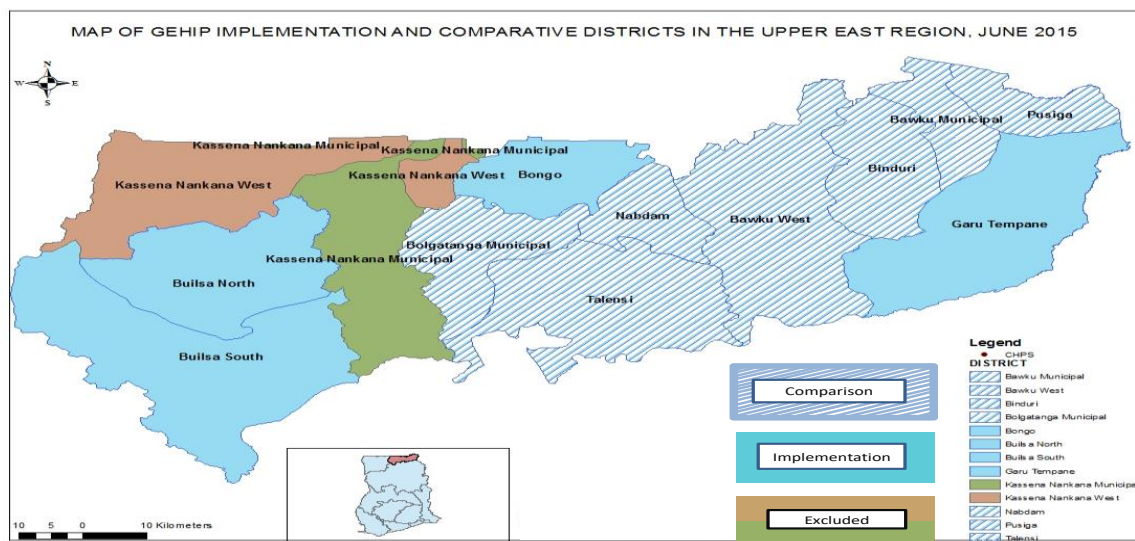 MAP OF GEHIP IMPLEMENTATION AND COMPARATIVE DISTRICTS IN THE UPPER EAST REGION, JUNE 2015
N
W E
S
Pusiga
Bawku Municipal
Kassena Nankana Municipal
Kassena Nankana Municipal
Binduri
Kassena Nankana West
Bongo
Kassena Nankana West
Nabdam
Bawku West
Garu Tempane
Bolgatanga Municipal
Kassena Nankana Municipal
Builsa North
Talensi
Builsa South
Legend
CHPS
DISTRICT
Bawku Municipal
Bawku West
Binduri
Bolgatanga Municipal
Bongo
Builsa North
Builsa South
Garu Tempane
Kassena Nankana Municipa
Kassena Nankana West
Nabdam
Pusiga
Talensi
Comparison
Implementation
Excluded
10 5 0 10 Kilometers